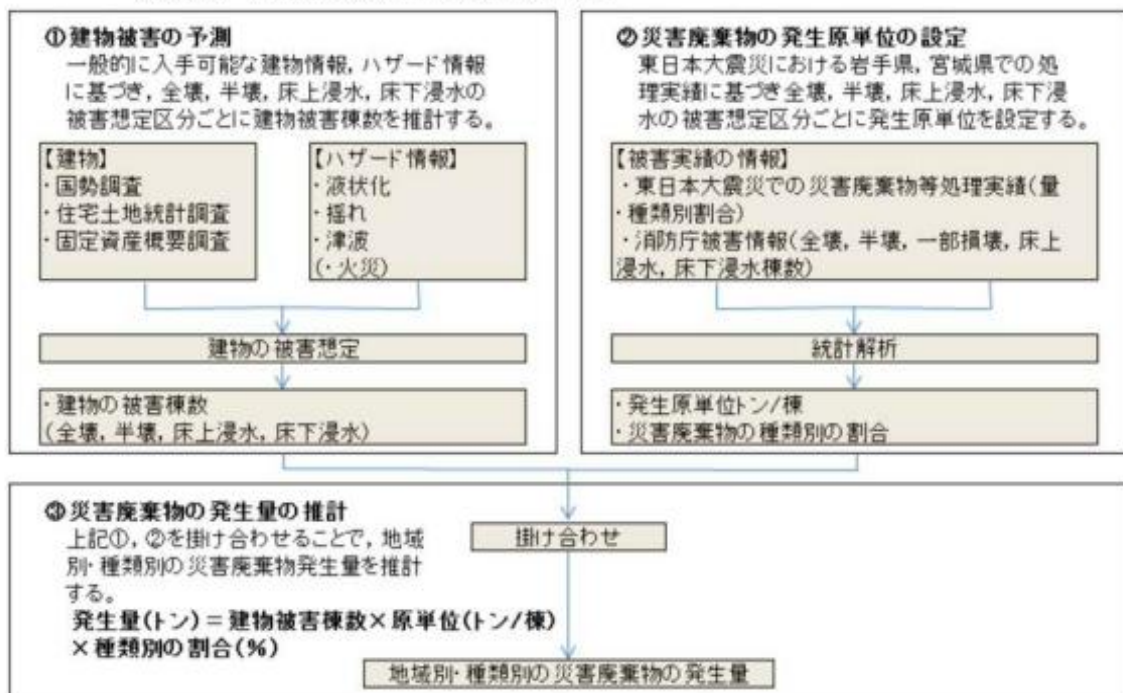 ①建物被害の予測
一般的に入手可能な建物情報，ハザード情報
に基づき，全壊，半壊，床上浸水，床下浸水の
被害想定区分ごとに建物被害棟数を推計する。
【建物】
・国勢調査
・住宅土地統計調査
・固定資産概要調査
【ハザード情報】
・液状化
・揺れ
・津波
(・火災)
建物の被害想定
・建物の被害棟数
(全壊，半壊，床上浸水，床下浸水)
②災害廃棄物の発生原単位の設定
東日本大震災における岩手県，宮城県での処
理実績に基づき全壊，半壊，床上浸水，床下浸
水の被害想定区分ごとに発生原単位を設定する。
【被害実績の情報】
・東日本大震災での災害廃棄物等処理実績(量
・種類別割合)
・消防庁被害情報(全壊，半壊，一部損壊，床上
浸水，床下浸水棟数)
統計解析
・発生原単位トン/棟
・災害廃棄物の種類別の割合
③災害廃棄物の発生量の推計
上記①，②を掛け合わせることで，地域
別・種類別の災害廃棄物発生量を推計
する。
発生量(トン)＝建物被害棟数×原単位(トン/棟)
×種類別の割合(%)
掛け合わせ
地域別・種類別の災害廃棄物の発生量